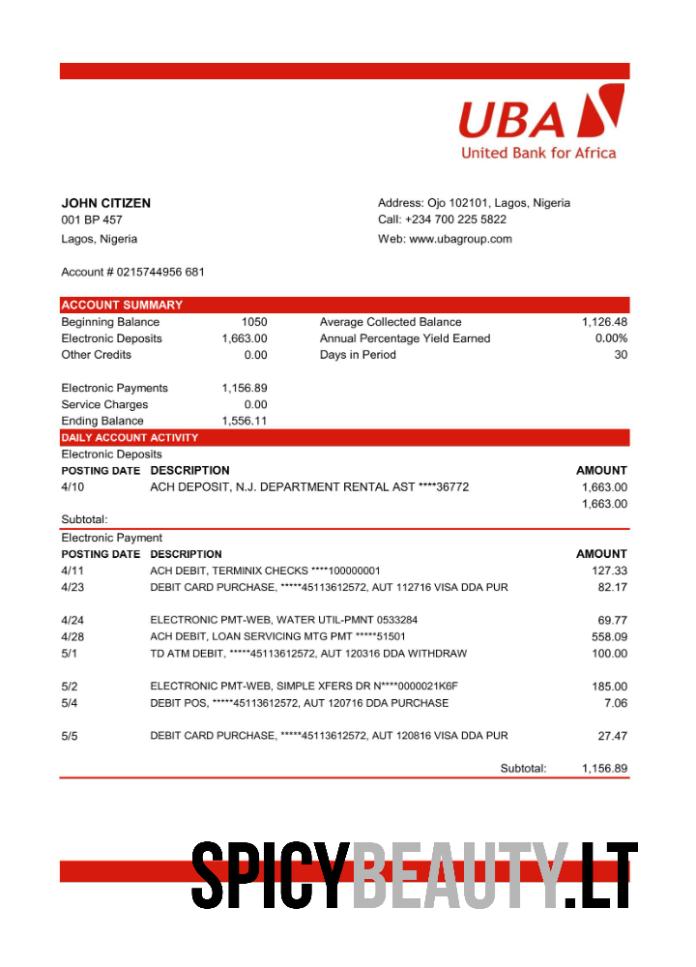 UBA
United Bank for Africa
JOHN CITIZEN
001 BP 457
Lagos, Nigeria
Address: Ojo 102101, Lagos, Nigeria
Call: +234 700 225 5822
Web: www.ubagroup.com
Account # 0215744956 681
ACCOUNT SUMMARY
Beginning Balance 1050 Average Collected Balance 1,126.48
Electronic Deposits 1,663.00 Annual Percentage Yield Earned 0.00%
Other Credits 0.00 Days in Period 30
Electronic Payments 1,156.89
Service Charges 0.00
Ending Balance 1,556.11
DAILY ACCOUNT ACTIVITY
Electronic Deposits
POSTING DATE DESCRIPTION AMOUNT
4/10 ACH DEPOSIT, N.J. DEPARTMENT RENTAL AST ****36772 1,663.00
1,663.00
Subtotal:
Electronic Payment
POSTING DATE DESCRIPTION AMOUNT
4/11 ACH DEBIT, TERMINIX CHECKS ****100000001 127.33
4/23 DEBIT CARD PURCHASE, *****45113612572, AUT 112716 VISA DDA PUR 82.17
4/24 ELECTRONIC PMT-WEB, WATER UTIL-PMNT 0533284 69.77
4/28 ACH DEBIT, LOAN SERVICING MTG PMT *****51501 558.09
5/1 TD ATM DEBIT, *****45113612572, AUT 120316 DDA WITHDRAW 100.00
5/2 ELECTRONIC PMT-WEB, SIMPLE XFERS DR N****0000021K6F 185.00
5/4 DEBIT POS, *****45113612572, AUT 120716 DDA PURCHASE 7.06
5/5 DEBIT CARD PURCHASE, *****45113612572, AUT 120816 VISA DDA PUR 27.47
Subtotal: 1,156.89
SPICYBEAUTY.LT